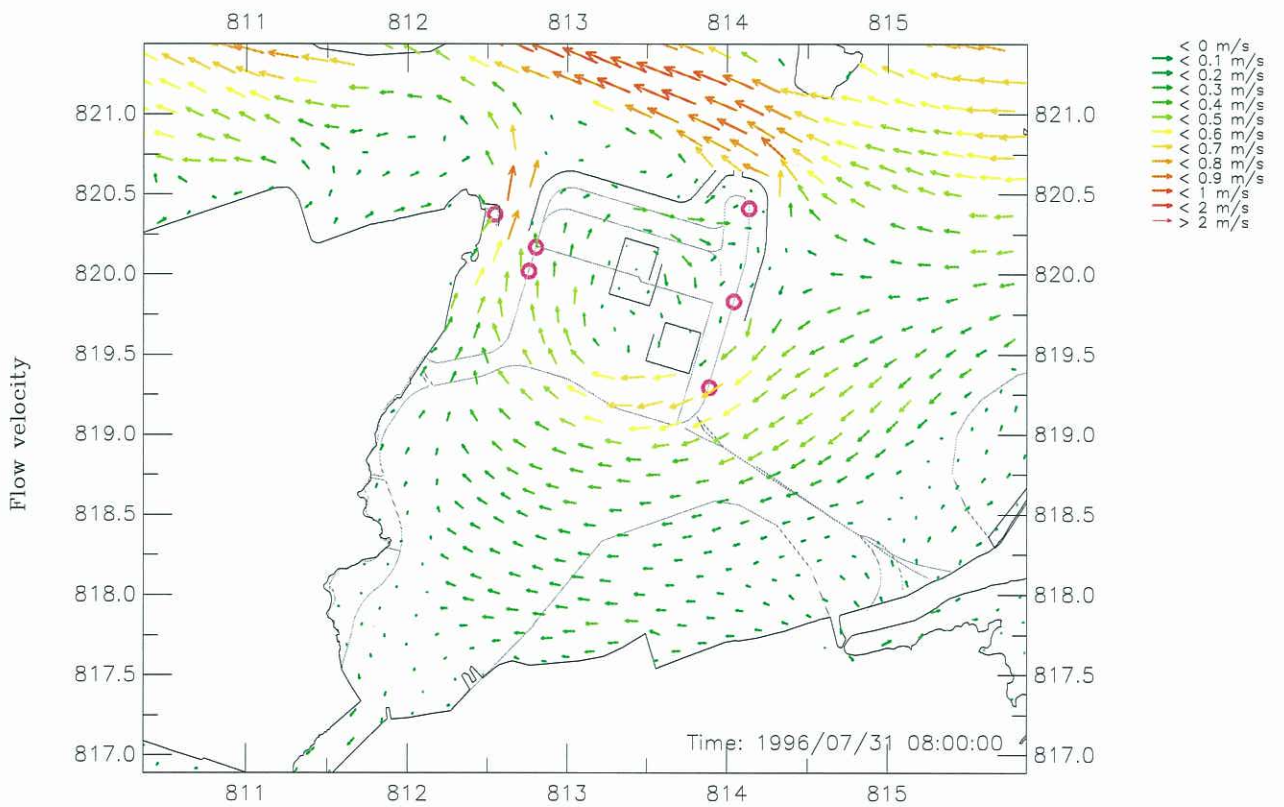 811 812 813 814 815
< 0 m/s
< 0.1 m/s
< 0.2 m/s
< 0.3 m/s
< 0.4 m/s
< 0.5 m/s
< 0.6 m/s
< 0.7 m/s
< 0.8 m/s
< 0.9 m/s
< 1 m/s
< 2 m/s
> 2 m/s
821.0 821.0
820.5 820.5
820.0 820.0
819.5 819.5
819.0 819.0
818.5 818.5
818.0 818.0
817.5 817.5
817.0 817.0
Flow velocity
Time: 1996/07/31 08:00:00
811 812 813 814 815